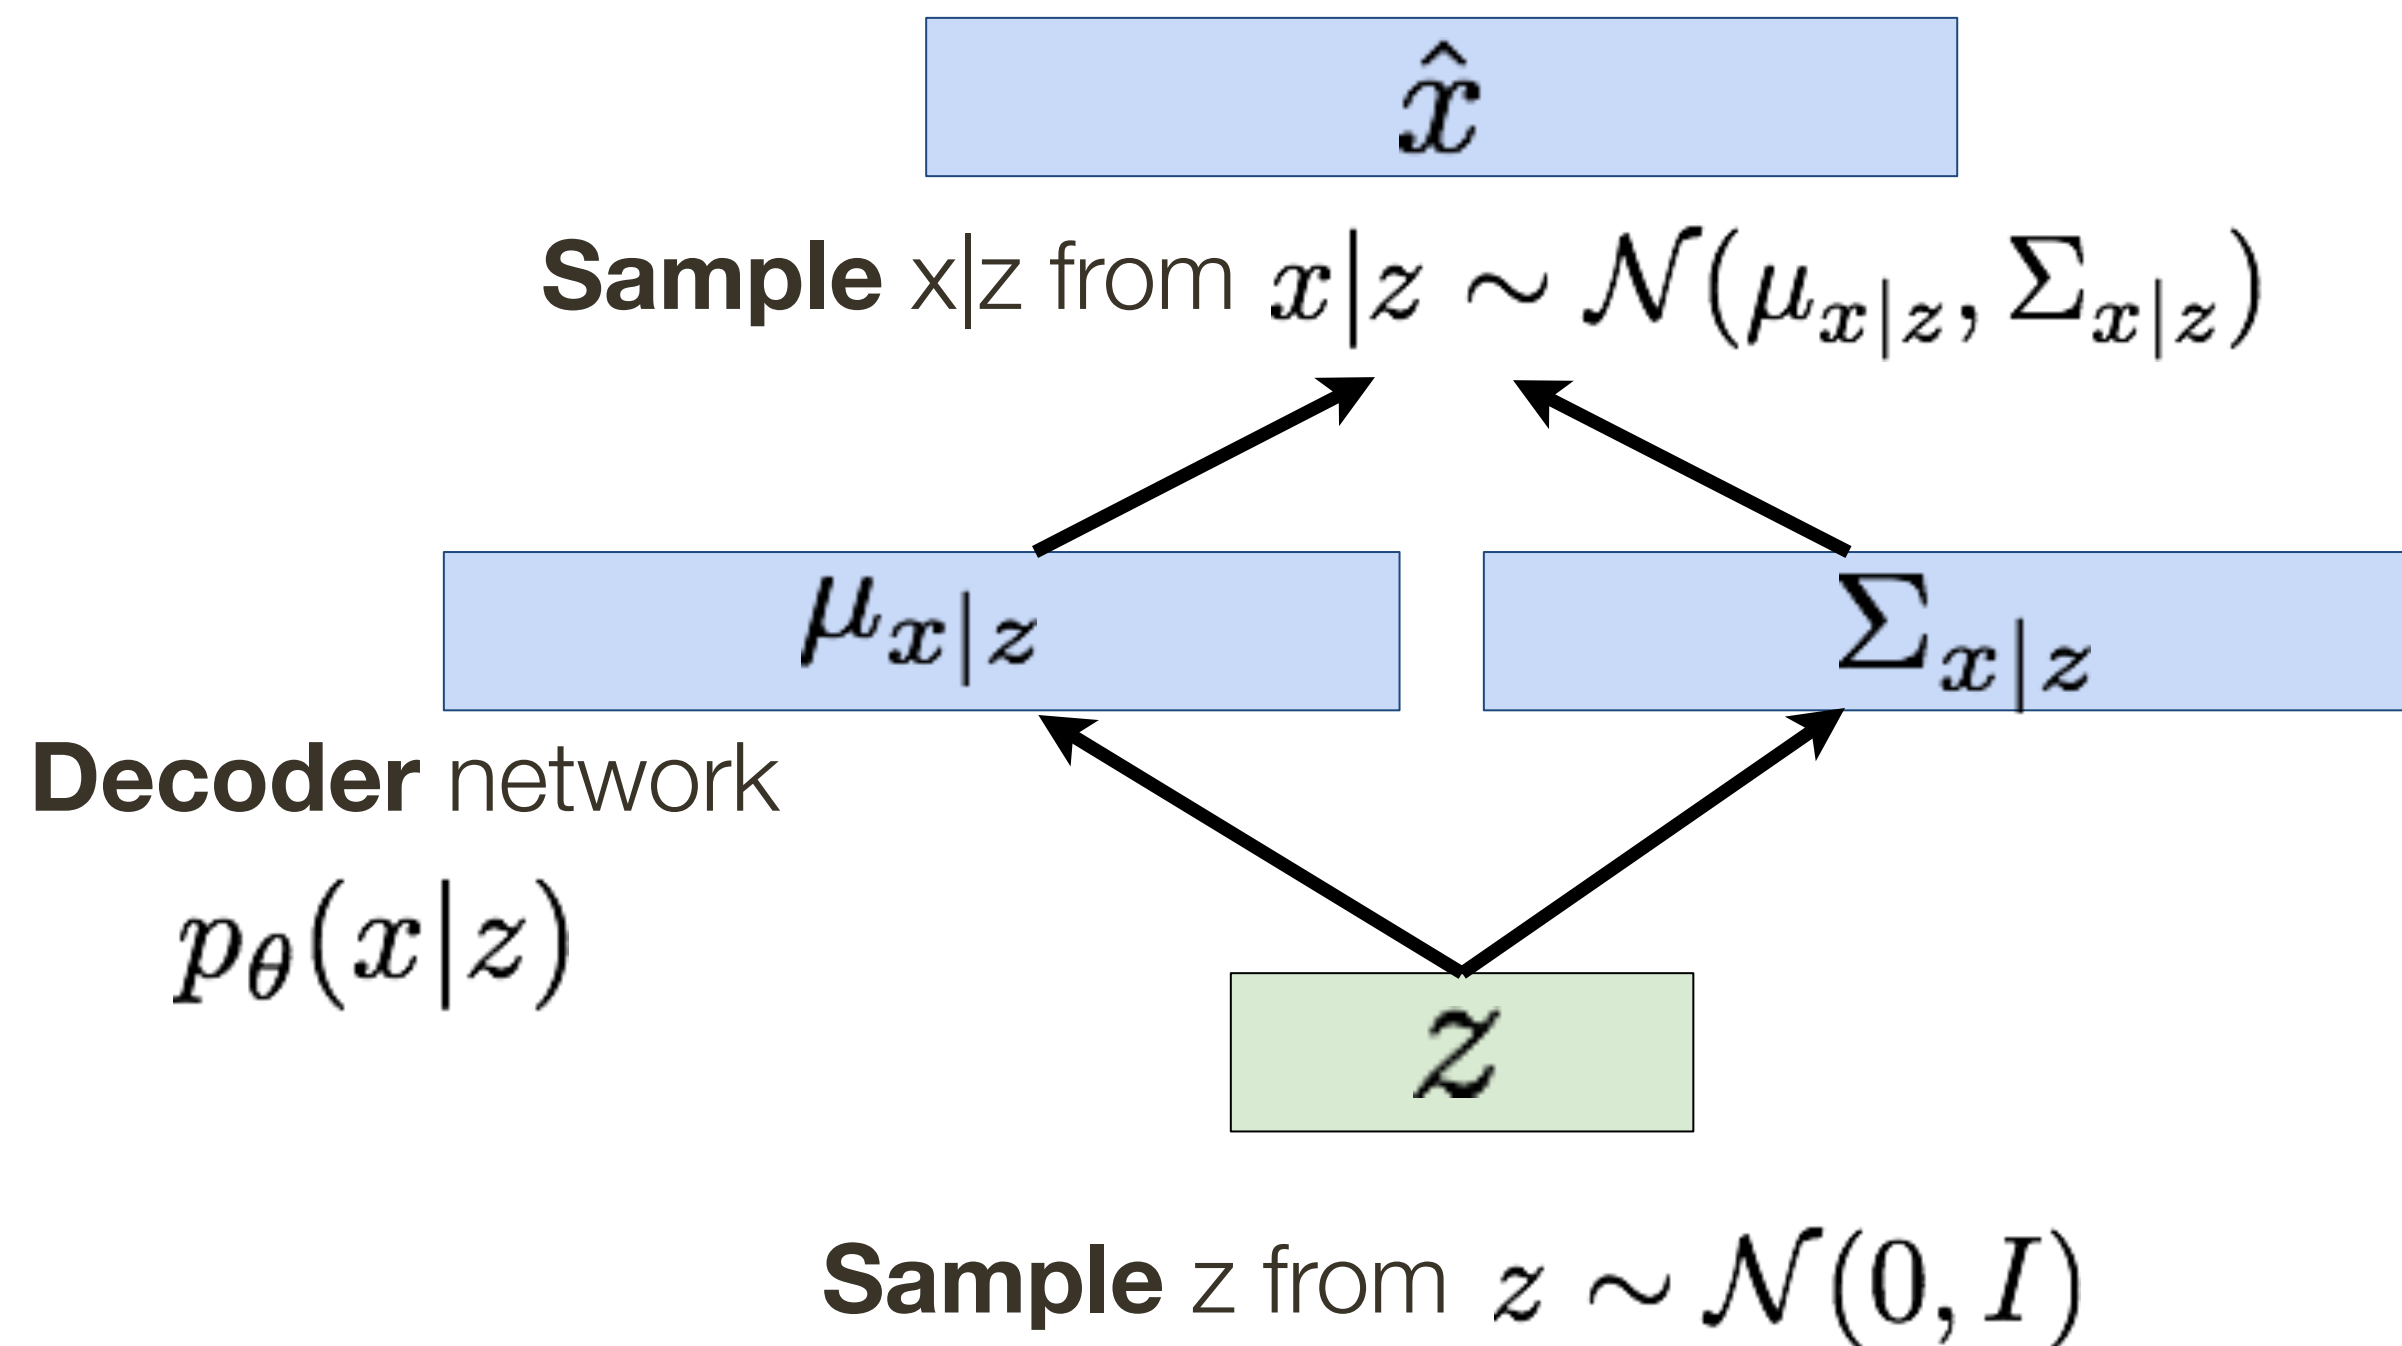 x̂
Sample x|z from x|z ∼ 𝒩(μ_{x|z}, Σ_{x|z})
μ_{x|z}
Σ_{x|z}
Decoder network
p_θ(x|z)
z
Sample z from z ∼ 𝒩(0, I)